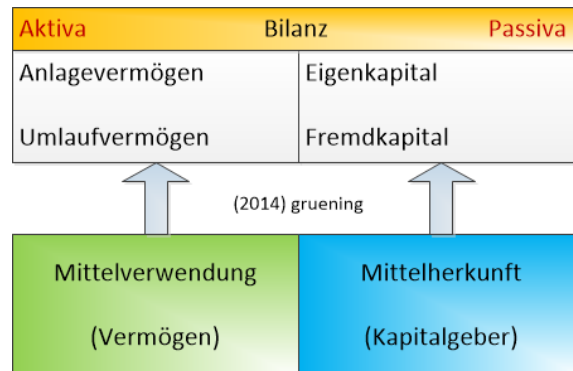 Aktiva Bilanz Passiva
Anlagevermögen Eigenkapital
Umlaufvermögen Fremdkapital
(2014) gruening
Mittelverwendung Mittelherkunft
(Vermögen) (Kapitalgeber)